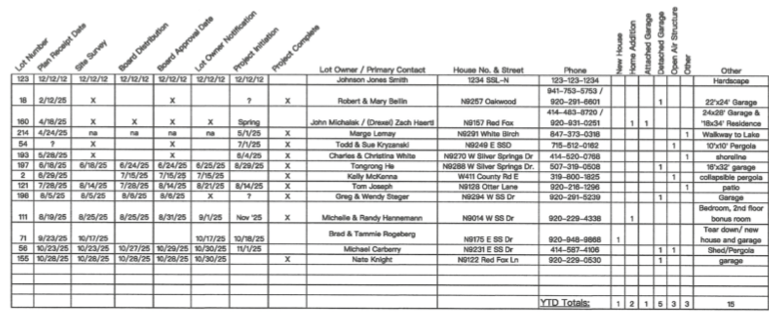 Lot Number Plan Receipt Date Site Survey Board Distribution Board Approval Date Lot Owner Notification Project Initiation Project Complete Lot Owner / Primary Contact House No. & Street Phone New House Home Addition Attached Garage Detached Garage Open Air Structure Other Other
123 12/12/12 12/12/12 12/12/12 12/12/12 12/12/12 12/12/12 12/12/12 Johnson Jones Smith 1234 SSL-N 123-123-1234 Hardscape
941-753-5753 /
18 2/12/25 X X ? X Robert & Mary Bellin N9257 Oakwood 920-291-6601 1 22'x24' Garage
414-483-8720 / 24x28' Garage &
160 4/18/25 X X X X Spring John Michalak / (Drexel) Zach Haertl N9157 Red Fox 920-931-0251 1 1 18x34' Residence
214 4/24/25 na na na na 5/1/25 X Marge Lemay N9291 White Birch 847-373-0318 1 Walkway to Lake
54 ? X X 7/1/25 X Todd & Sue Kryzanski N9249 E SSD 715-512-0162 1 10'x10' Pergola
193 5/28/25 X X 6/4/25 X Charles & Christina White N9270 W Silver Springs Dr. 414-520-0768 1 shoreline
197 6/18/25 6/18/25 6/24/25 6/24/25 6/25/25 6/29/25 X Tongrong He N9268 W Silver Springs Dr. 507-319-0508 1 16'x32' garage
2 6/29/25 7/15/25 7/15/25 7/15/25 X Kelly McKenna W411 County Rd E 319-600-1825 1 collapsible pergola
121 7/28/25 8/14/25 7/28/25 8/14/25 8/21/25 8/14/25 X Tom Joseph N9128 Otter Lane 920-216-1296 1 patio
198 8/5/25 8/5/25 8/6/25 8/6/25 X ? X Greg & Wendy Steger N9294 W SS Dr 920-291-5239 1 Garage
Bedroom, 2nd floor
111 8/19/25 8/25/25 8/25/25 8/31/25 9/1/25 Nov '25 X Michelle & Randy Hannemann N9014 W SS Dr 920-229-4338 1 bonus room
Tear down/ new
71 9/23/25 10/17/25 10/17/25 10/18/25 Brad & Tammie Rogeberg N9175 E SS Dr 920-948-9868 1 house and garage
56 10/23/25 10/23/25 10/27/25 10/29/25 10/30/25 11/1/25 Michael Carberry N9231 E SS Dr 414-587-4106 1 1 Shed/Pergola
155 10/28/25 10/28/25 10/28/25 10/28/25 10/30/25 X Nate Knight N9122 Red Fox Ln 920-229-0530 1 garage
YTD Totals: 1 2 1 5 3 3 15